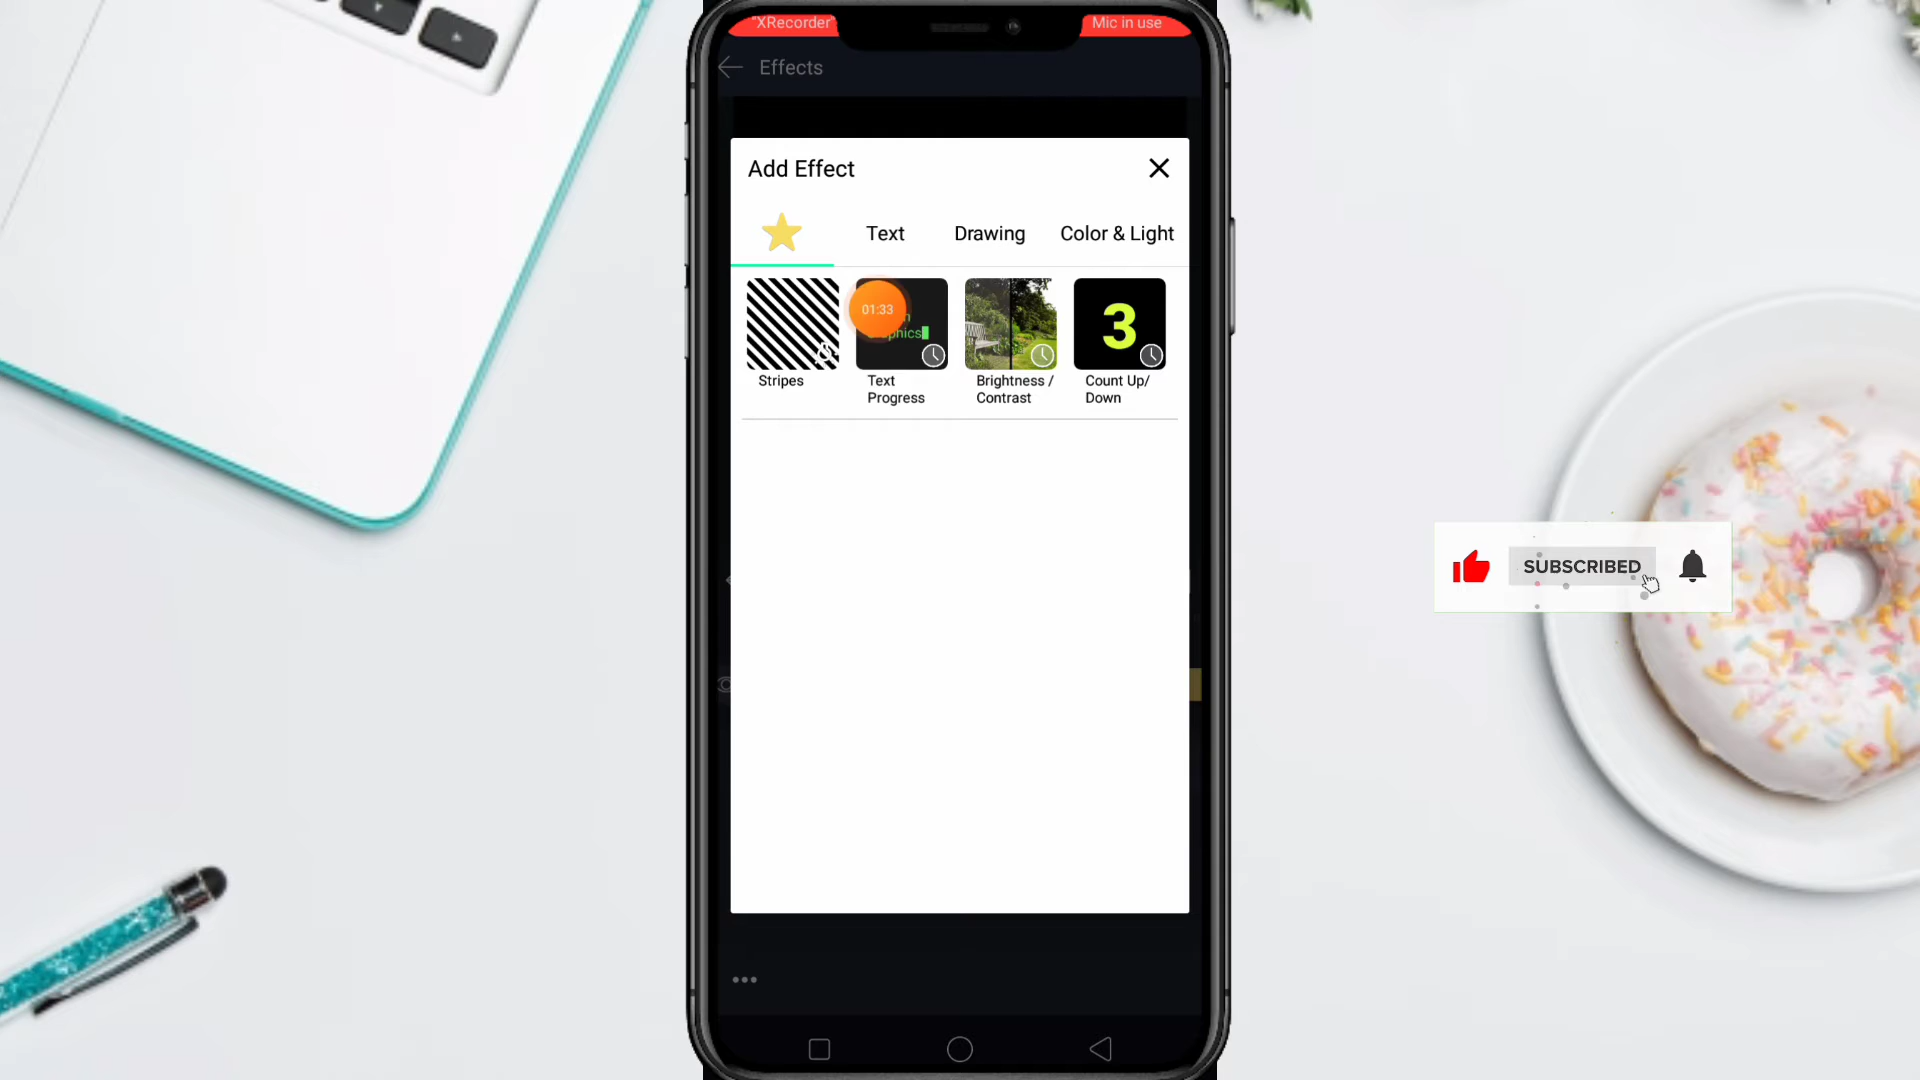 "XRecorder"
Mic in use
Effects
Add Effect
Text
Drawing
Color & Light
01:33
3
Stripes
Text
Progress
Brightness /
Contrast
Count Up/
Down
SUBSCRIBED